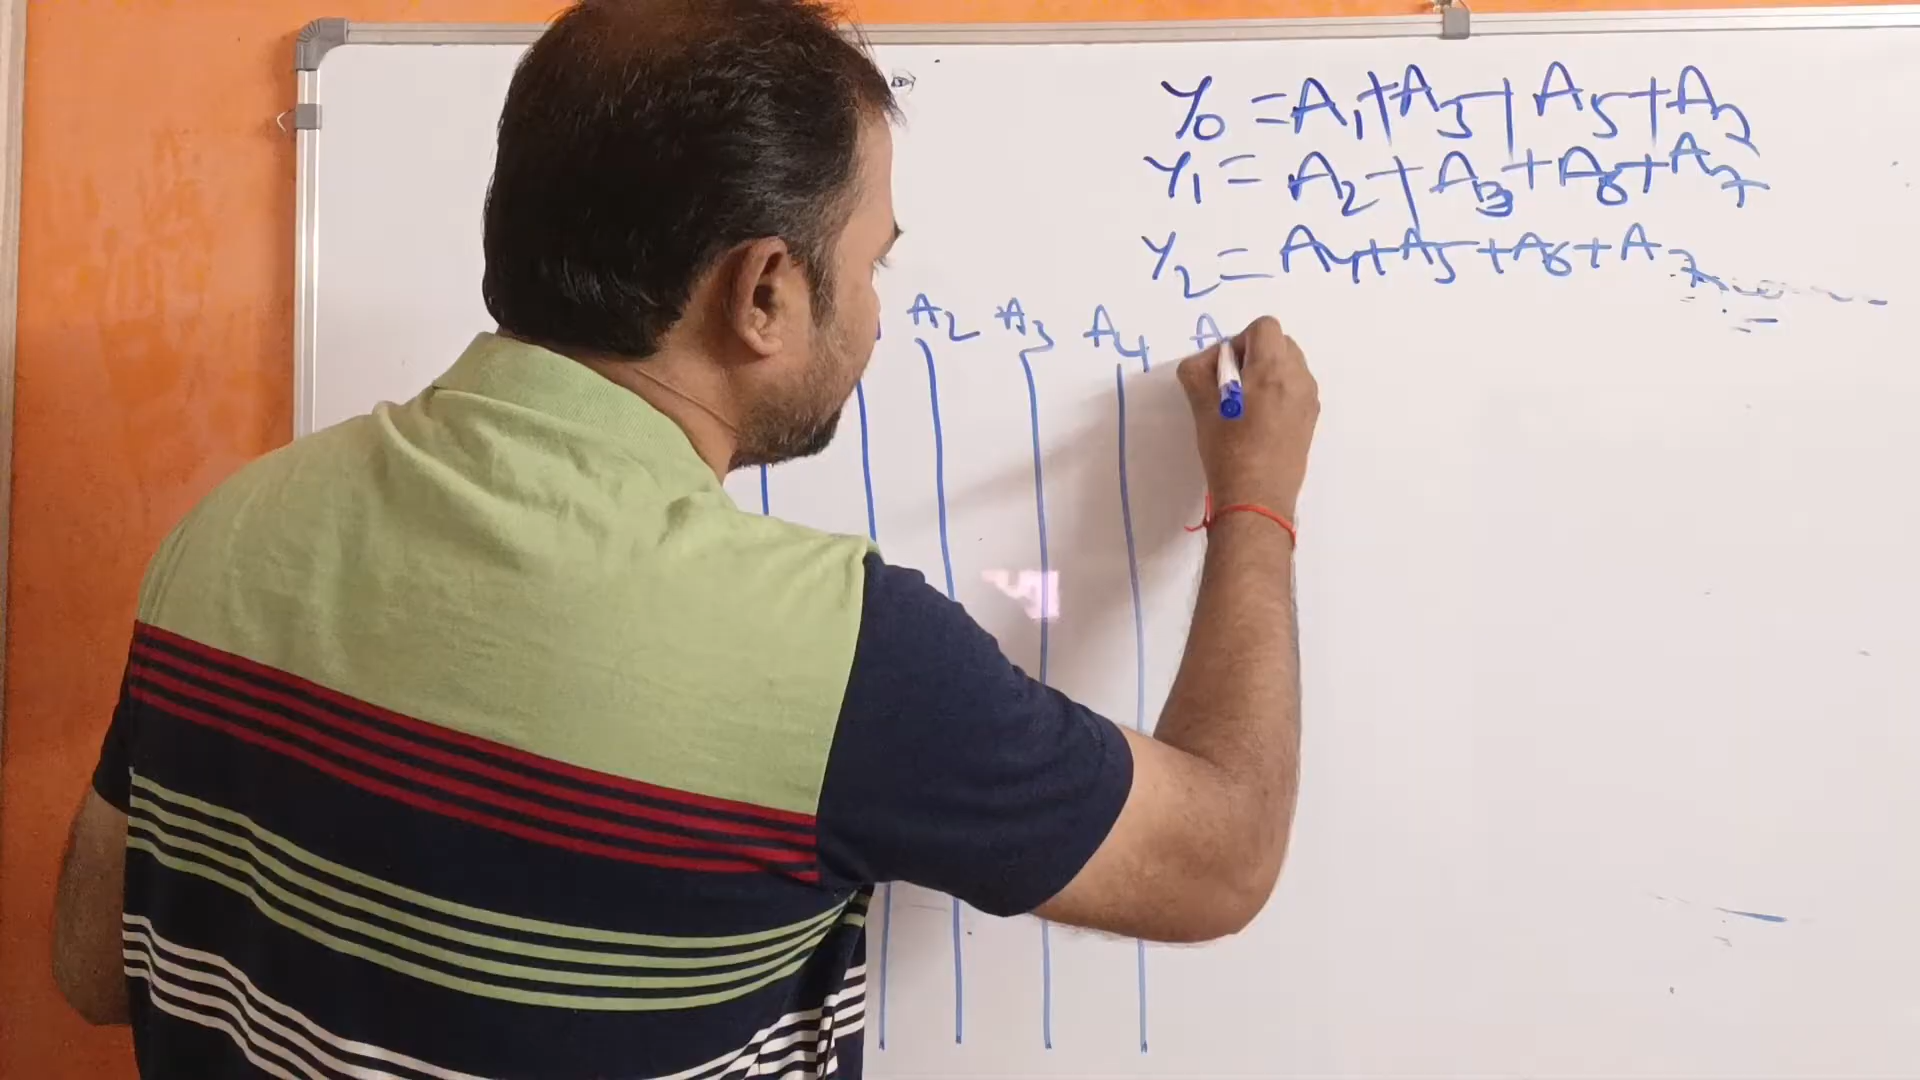 Y0 = A1 + A3 + A5 + A7
Y1 = A2 + A3 + A6 + A7
Y2 = A4 + A5 + A6 + A7
A2 A3 A4 A